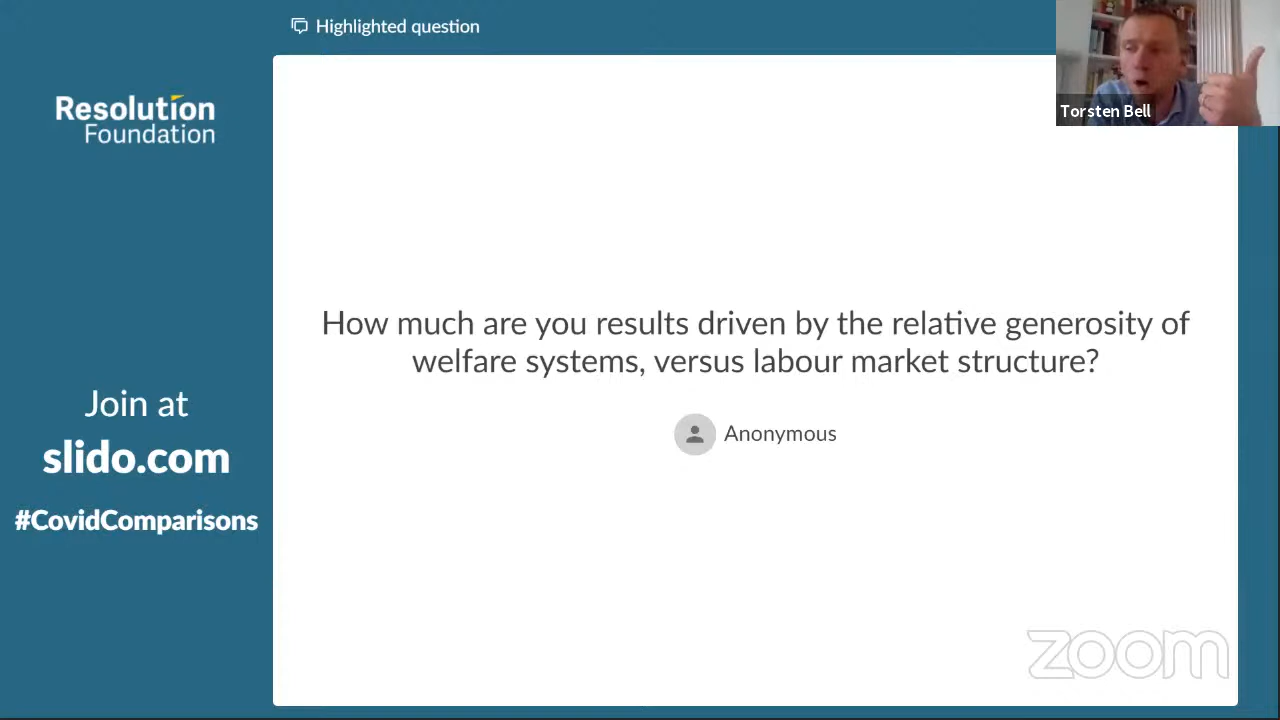 Highlighted question
Resolution
Foundation
Torsten Bell
How much are you results driven by the relative generosity of
welfare systems, versus labour market structure?
Anonymous
Join at
slido.com
#CovidComparisons
zoom